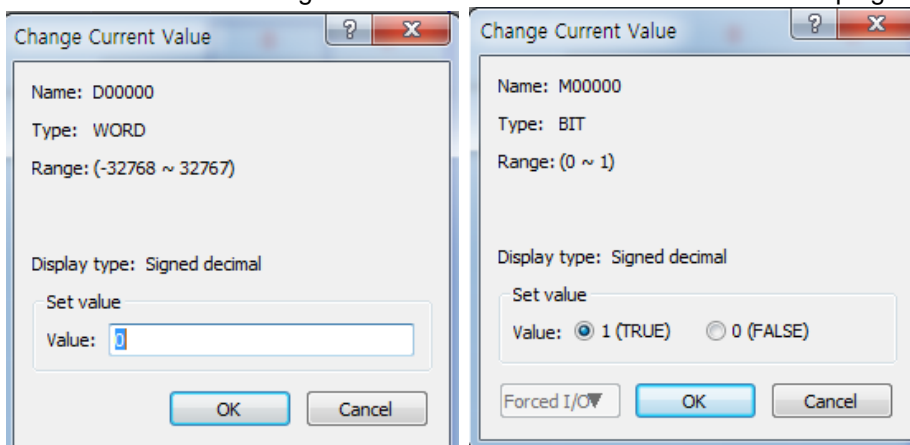 Change Current Value
Name: D00000
Type: WORD
Range: (-32768 ~ 32767)
Display type: Signed decimal
Set value
Value: 0
OK Cancel
Change Current Value
Name: M00000
Type: BIT
Range: (0 ~ 1)
Display type: Signed decimal
Set value
Value: 1 (TRUE) 0 (FALSE)
Forced I/O OK Cancel